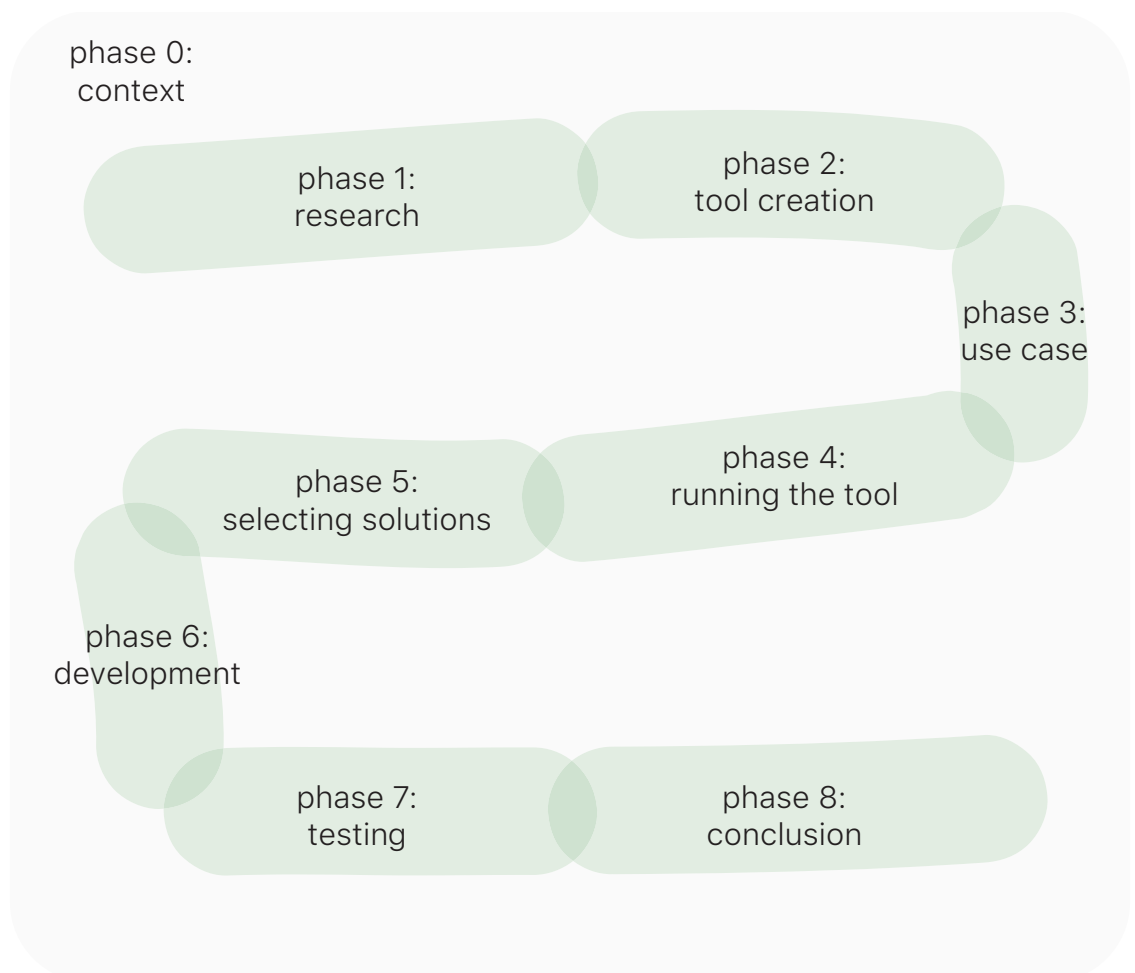 phase 0:
context
phase 1:
research
phase 2:
tool creation
phase 3:
use case
phase 4:
running the tool
phase 5:
selecting solutions
phase 6:
development
phase 7:
testing
phase 8:
conclusion